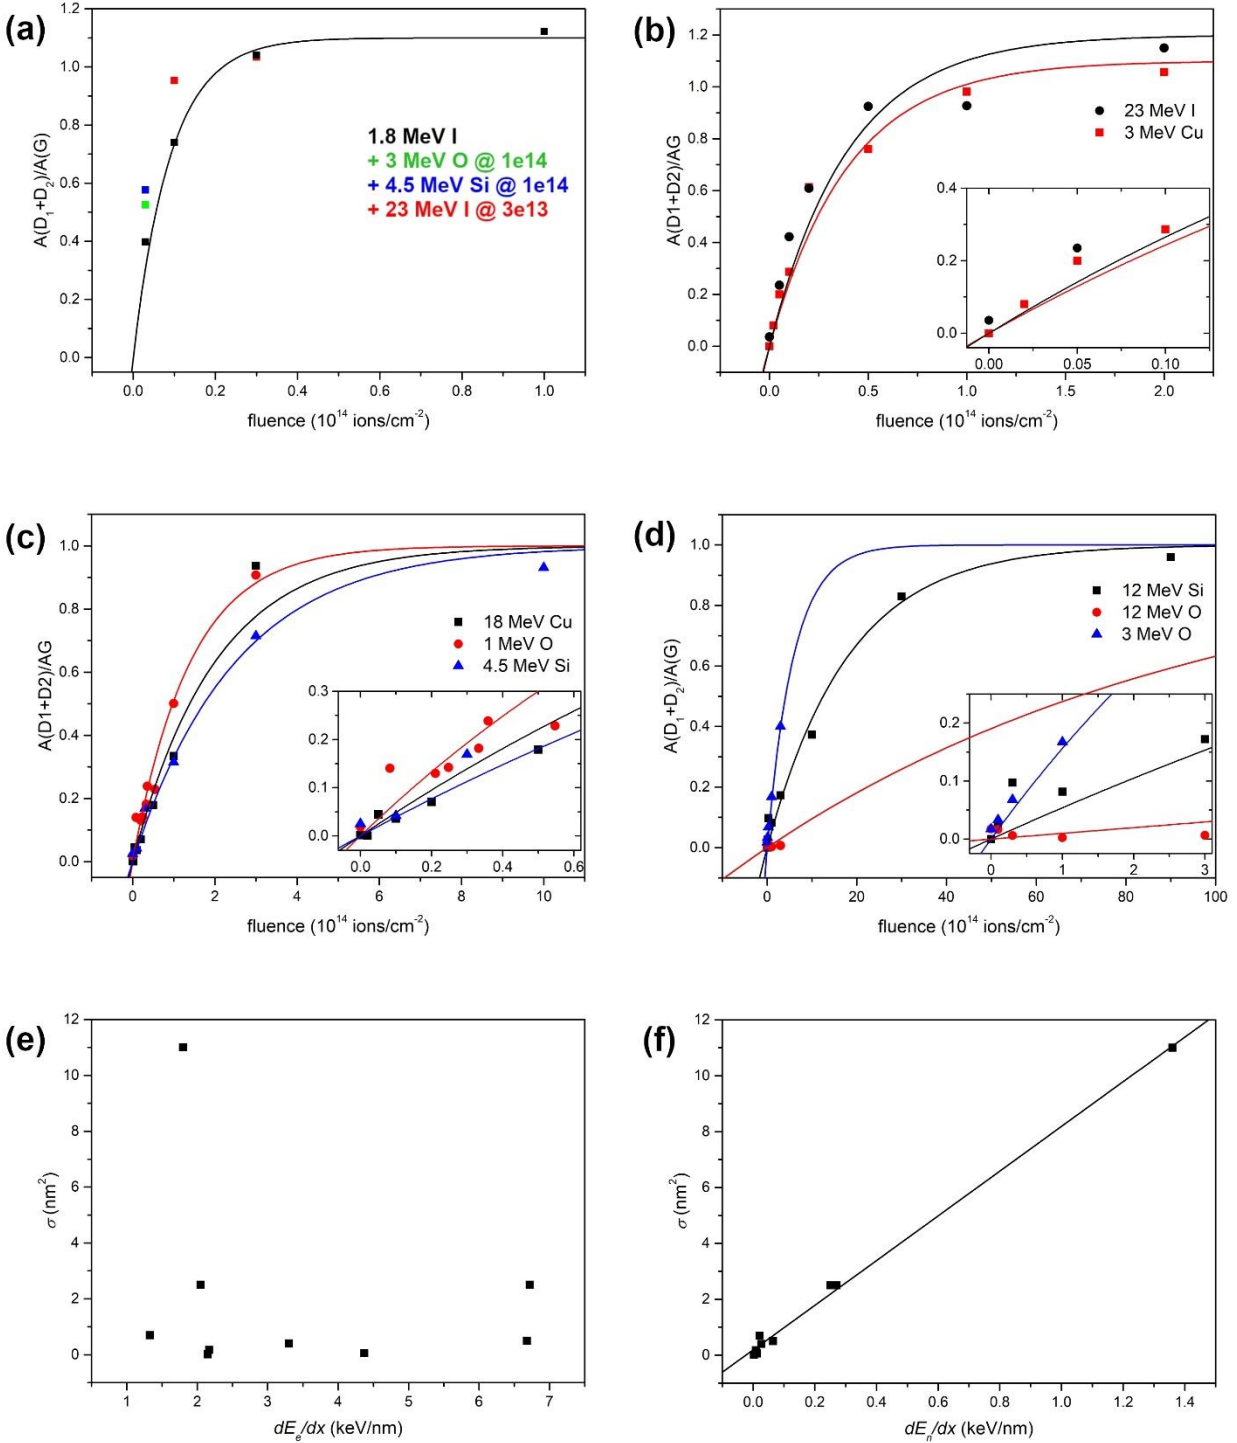 (a)
1.2
1.0
0.8
0.6
0.4
0.2
0.0
A(D₁+D₂)/A(G)
1.8 MeV I
+ 3 MeV O @ 1e14
+ 4.5 MeV Si @ 1e14
+ 23 MeV I @ 3e13
0.0 0.2 0.4 0.6 0.8 1.0
fluence (10¹⁴ ions/cm⁻²)
(b)
1.2
1.0
0.8
0.6
0.4
0.2
0.0
A(D1+D2)/AG
23 MeV I
3 MeV Cu
0.4
0.2
0.0
0.00 0.05 0.10
0.0 0.5 1.0 1.5 2.0
fluence (10¹⁴ ions/cm⁻²)
(c)
1.0
0.8
0.6
0.4
0.2
0.0
A(D1+D2)/AG
18 MeV Cu
1 MeV O
4.5 MeV Si
0.3
0.2
0.1
0.0
0.0 0.2 0.4 0.6
0 2 4 6 8 10
fluence (10¹⁴ ions/cm⁻²)
(d)
1.0
0.8
0.6
0.4
0.2
0.0
A(D₁+D₂)/A(G)
12 MeV Si
12 MeV O
3 MeV O
0.2
0.1
0.0
0 1 2 3
0 20 40 60 80 100
fluence (10¹⁴ ions/cm⁻²)
(e)
12
10
8
6
4
2
0
σ (nm²)
1 2 3 4 5 6 7
dEₑ/dx (keV/nm)
(f)
12
10
8
6
4
2
0
σ (nm²)
0.0 0.2 0.4 0.6 0.8 1.0 1.2 1.4
dEₙ/dx (keV/nm)